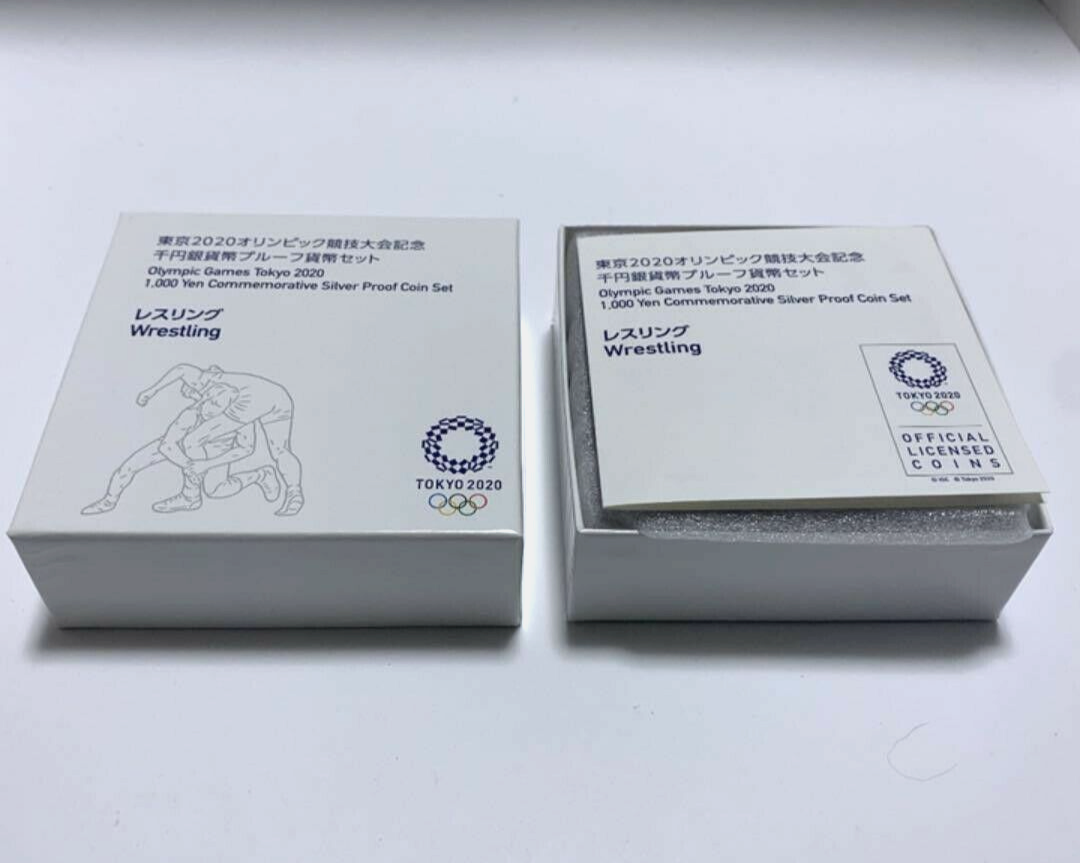 東京2020オリンピック競技大会記念
千円銀貨幣プルーフ貨幣セット
Olympic Games Tokyo 2020
1,000 Yen Commemorative Silver Proof Coin Set
レスリング
Wrestling
TOKYO 2020
東京2020オリンピック競技大会記念
千円銀貨幣プルーフ貨幣セット
Olympic Games Tokyo 2020
1,000 Yen Commemorative Silver Proof Coin Set
レスリング
Wrestling
TOKYO 2020
OFFICIAL
LICENSED
COINS
© IOC © Tokyo 2020